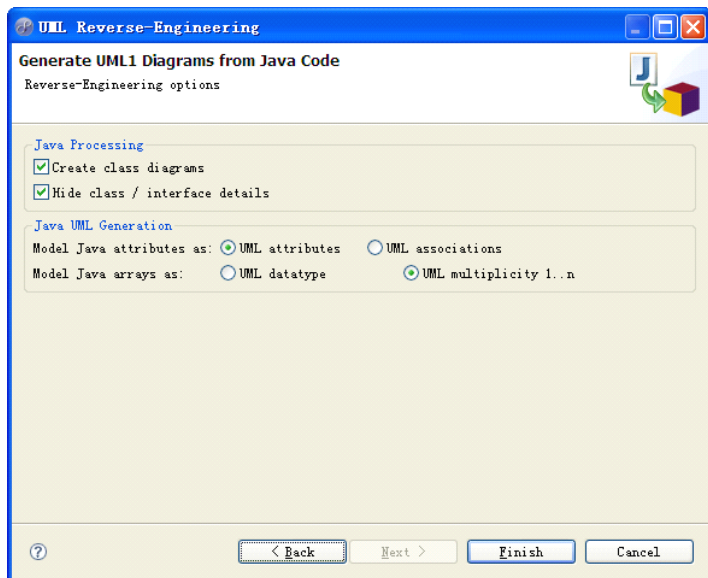 UML Reverse-Engineering
Generate UML1 Diagrams from Java Code
Reverse-Engineering options
J
Java Processing
Create class diagrams
Hide class / interface details
Java UML Generation
Model Java attributes as: UML attributes UML associations
Model Java arrays as: UML datatype UML multiplicity 1..n
? < Back Next > Finish Cancel